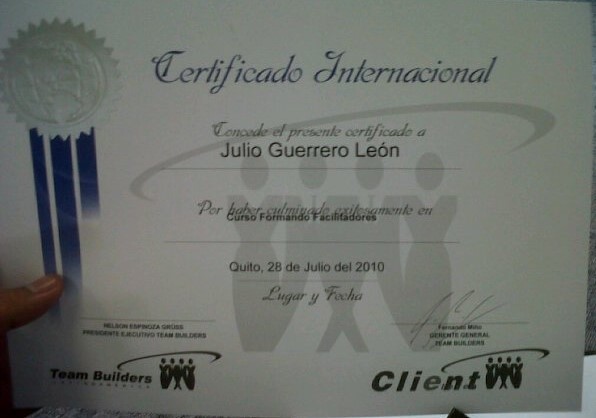 Certificado Internacional
Concede el presente certificado a
Julio Guerrero León
Por haber culminado exitosamente en
Curso Formando Facilitadores
Quito, 28 de Julio del 2010
Lugar y Fecha
NELSON ESPINOZA GRÜSS
PRESIDENTE EJECUTIVO TEAM BUILDERS
Fernando Miño
GERENTE GENERAL
TEAM BUILDERS
Team Builders
Client